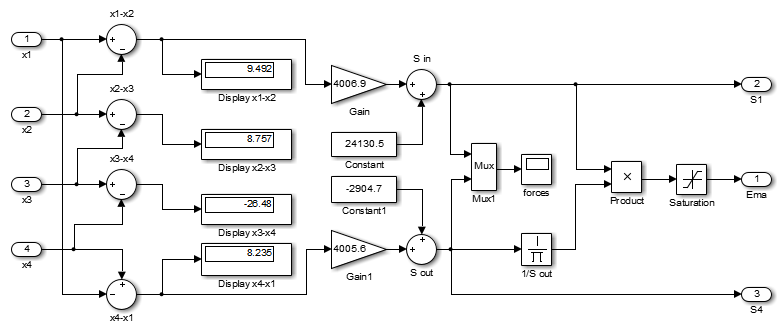 x1-x2
1
x1
9.492
Display x1-x2
x2-x3
2
x2
8.757
Display x2-x3
x3-x4
3
x3
-26.48
Display x3-x4
4
x4
8.235
Display x4-x1
x4-x1
4006.9
Gain
S in
24130.5
Constant
-2904.7
Constant1
4005.6
Gain1
S out
Mux
Mux1
forces
1/S out
Product
Saturation
2
S1
1
Ema
3
S4